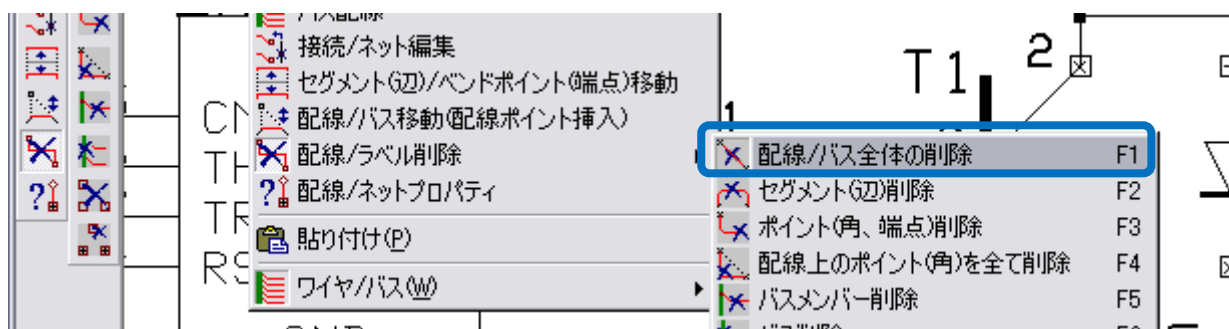 バス配線
接続/ネット編集
セグメント(辺)/ベンドポイント(端点)移動
配線/バス移動(配線ポイント挿入)
配線/ラベル削除
配線/ネットプロパティ
貼り付け(P)
ワイヤ/バス(W)
配線/バス全体の削除 F1
セグメント(辺)削除 F2
ポイント(角、端点)削除 F3
配線上のポイント(角)を全て削除 F4
バスメンバー削除 F5
T1
2
TH
TR
RS